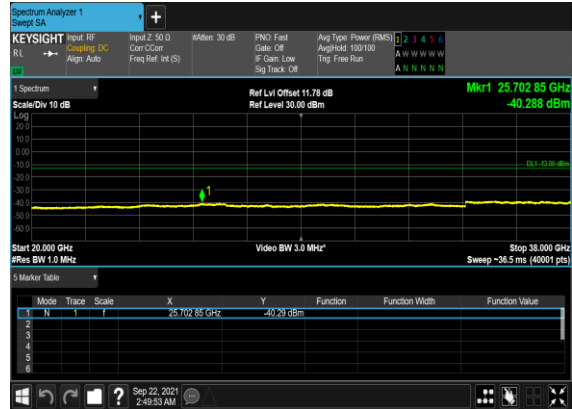 Spectrum Analyzer 1
Swept SA
+
KEYSIGHT Input: RF Input Z: 50 Ω #Atten: 30 dB PNO: Fast Avg Type: Power (RMS) 1 2 3 4 5 6
RL Coupling: DC Corr CCorr Gate: Off Avg|Hold: 100/100 A W W W W W
Align: Auto Freq Ref: Int (S) IF Gain: Low Trig: Free Run
Sig Track: Off A N N N N N
1 Spectrum Ref Lvl Offset 11.78 dB Mkr1 25.702 85 GHz
Scale/Div 10 dB Ref Level 30.00 dBm -40.288 dBm
Log
20.0
10.0
0.00
-10.0 DL1 -13.00 dBm
-20.0
-30.0 1
-40.0
-50.0
-60.0
Start 20.000 GHz Video BW 3.0 MHz* Stop 38.000 GHz
#Res BW 1.0 MHz Sweep ~36.5 ms (40001 pts)
5 Marker Table
Mode Trace Scale X Y Function Function Width Function Value
1 N 1 f 25.702 85 GHz -40.29 dBm
2
3
4
5
6
? Sep 22, 2021
2:49:53 AM